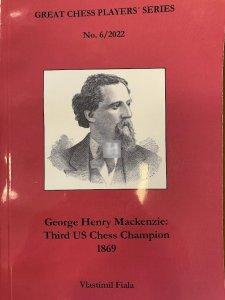 GREAT CHESS PLAYERS´ SERIES
No. 6/2022
George Henry Mackenzie:
Third US Chess Champion
1869
Vlastimil Fiala